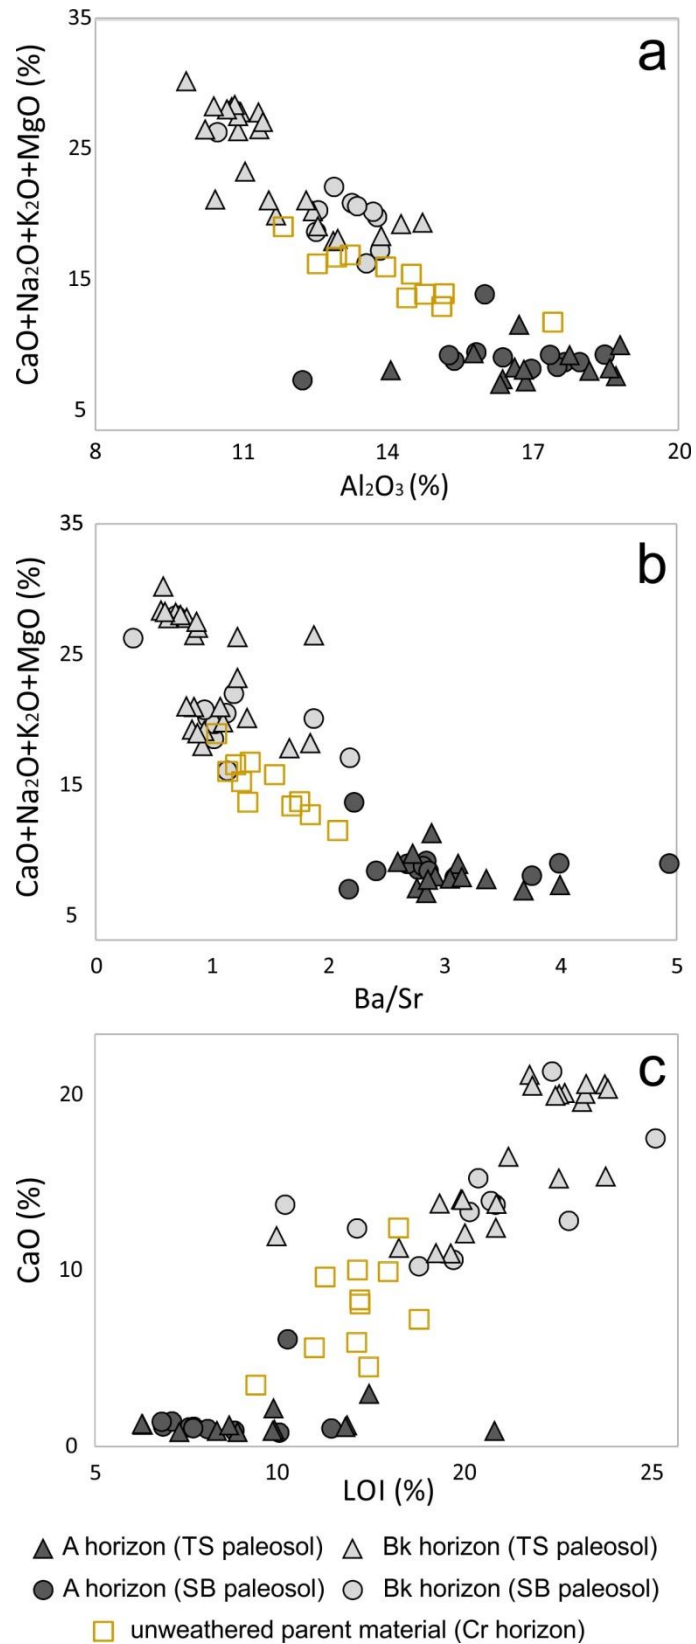 a
35
25
15
5
CaO+Na₂O+K₂O+MgO (%)
8 11 14 17 20
Al₂O₃ (%)
b
35
25
15
5
CaO+Na₂O+K₂O+MgO (%)
0 1 2 3 4 5
Ba/Sr
c
20
10
0
CaO (%)
5 10 20 25
LOI (%)
A horizon (TS paleosol) Bk horizon (TS paleosol)
A horizon (SB paleosol) Bk horizon (SB paleosol)
unweathered parent material (Cr horizon)